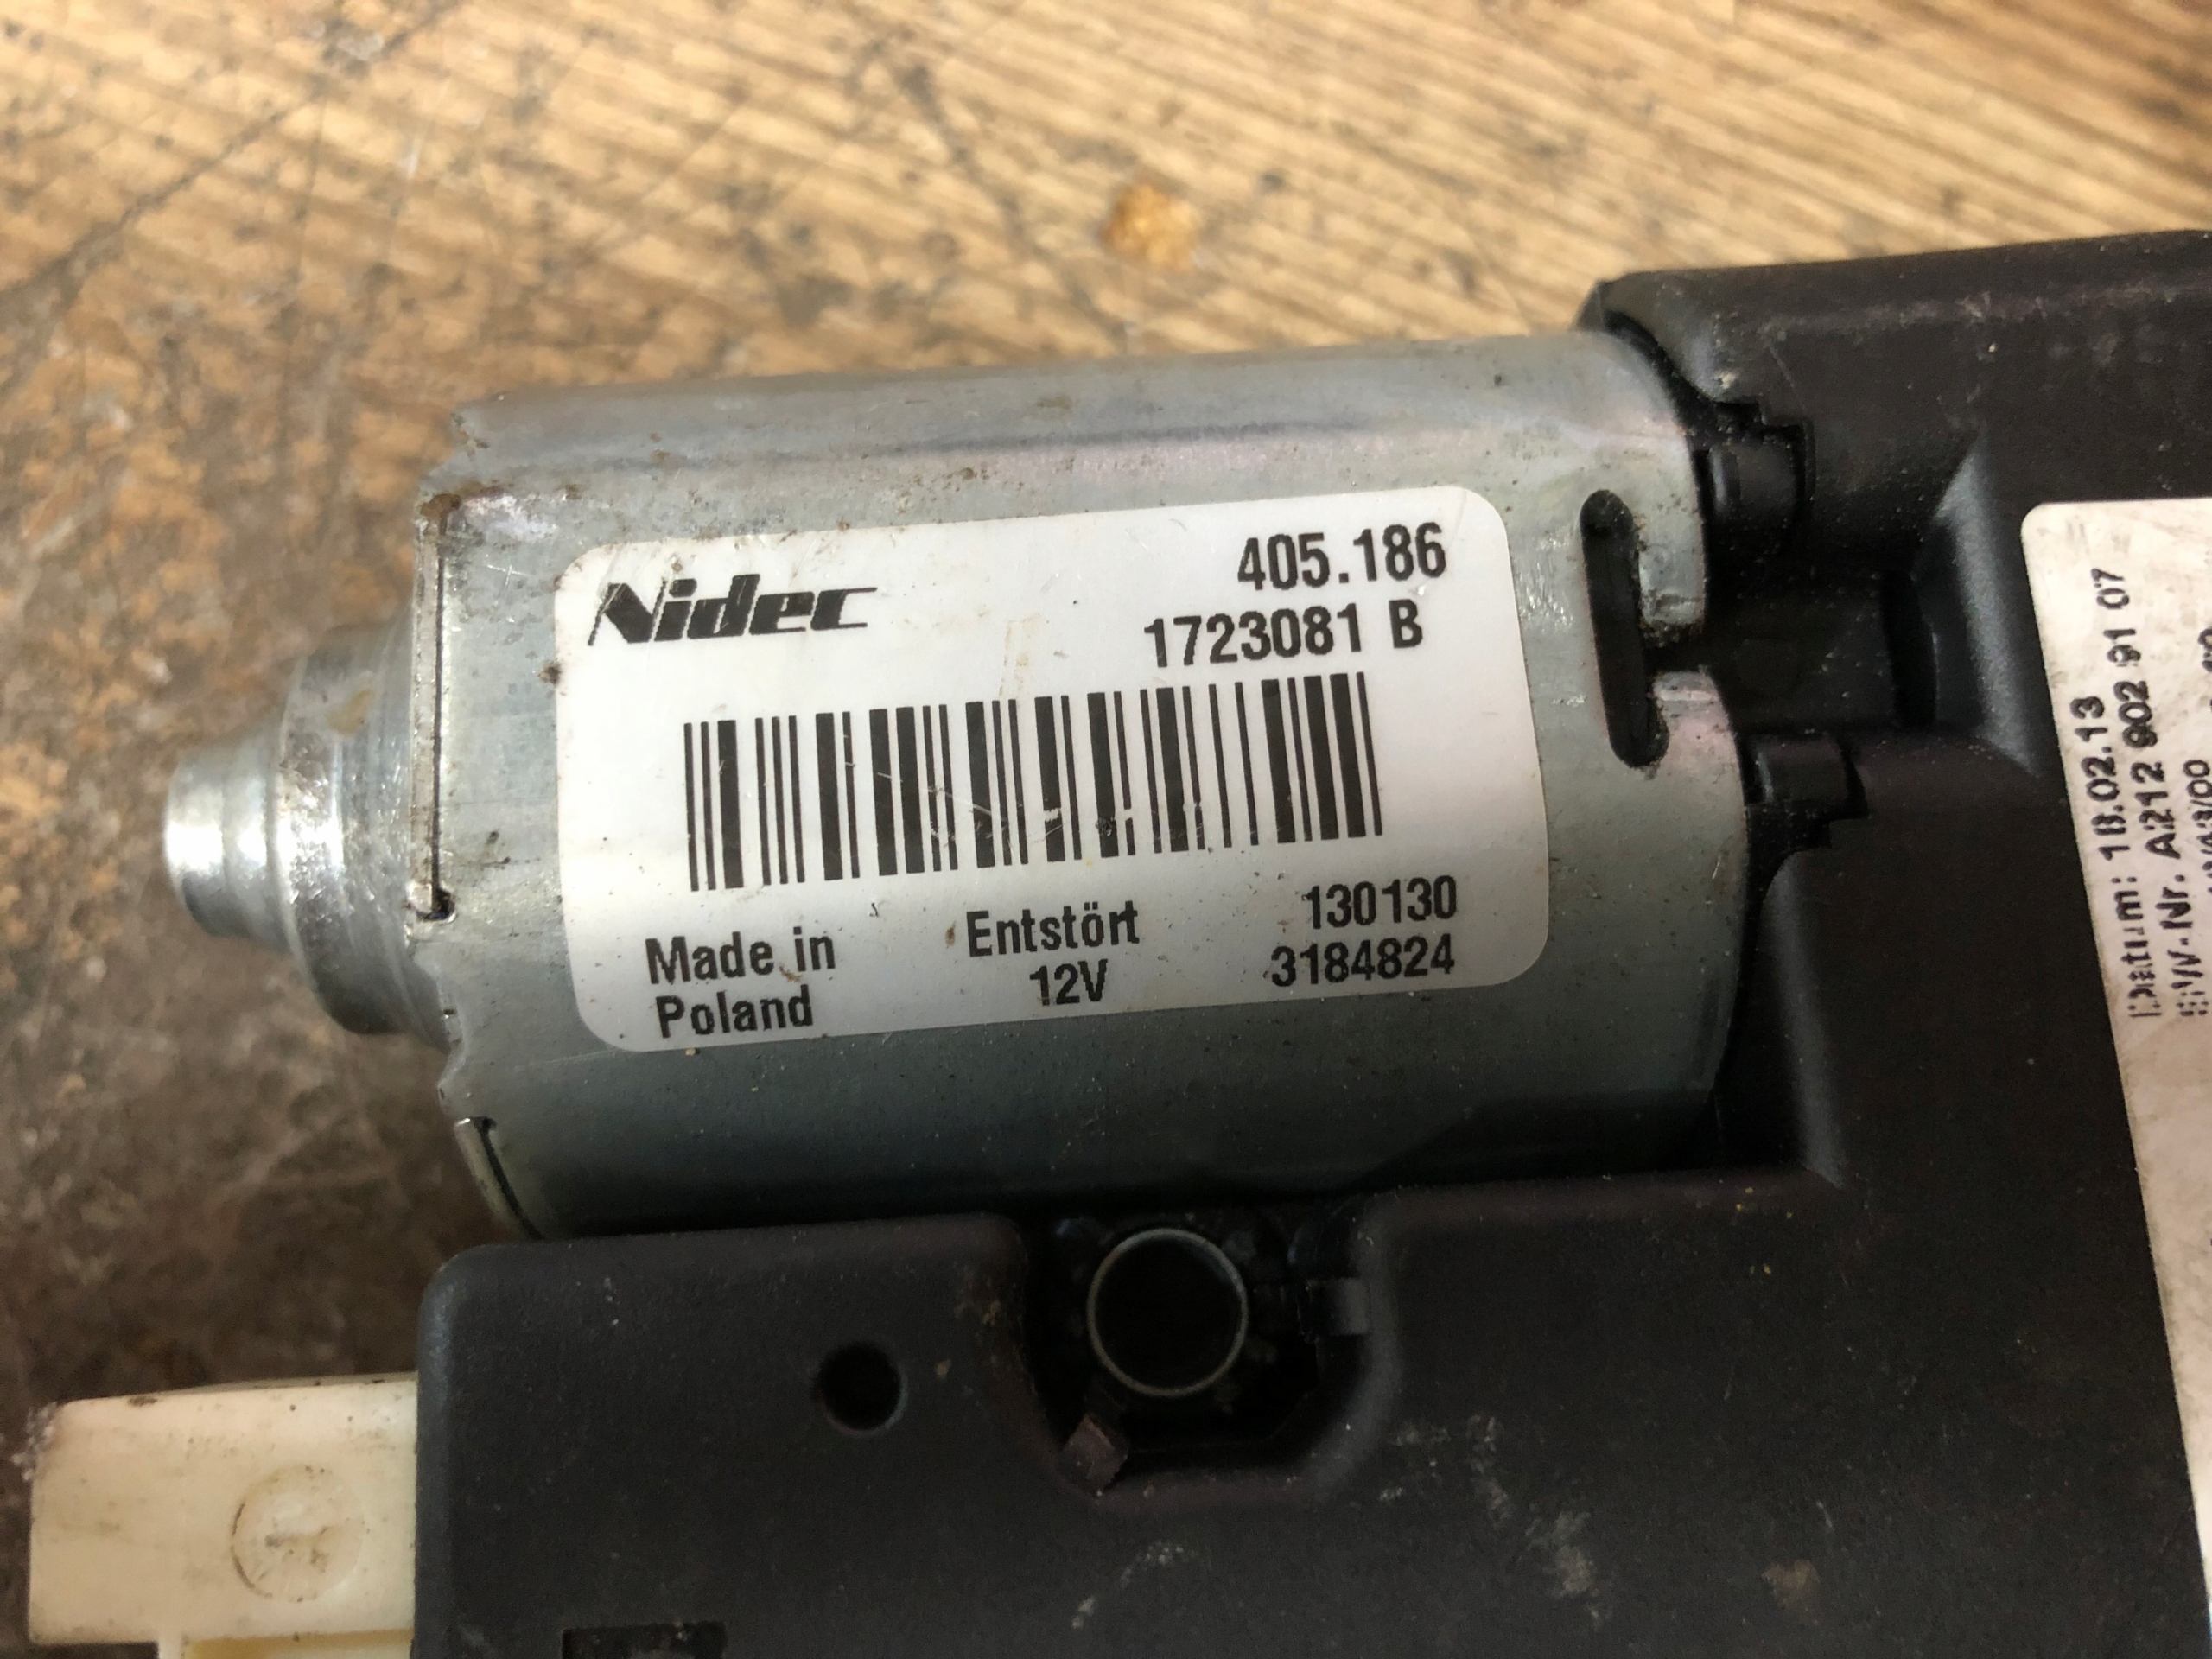 Nidec
405.186
1723081 B
Made in
Poland
Entstört
12V
130130
3184824
Datum: 18.02.13
-Nr. A212 902 91 07